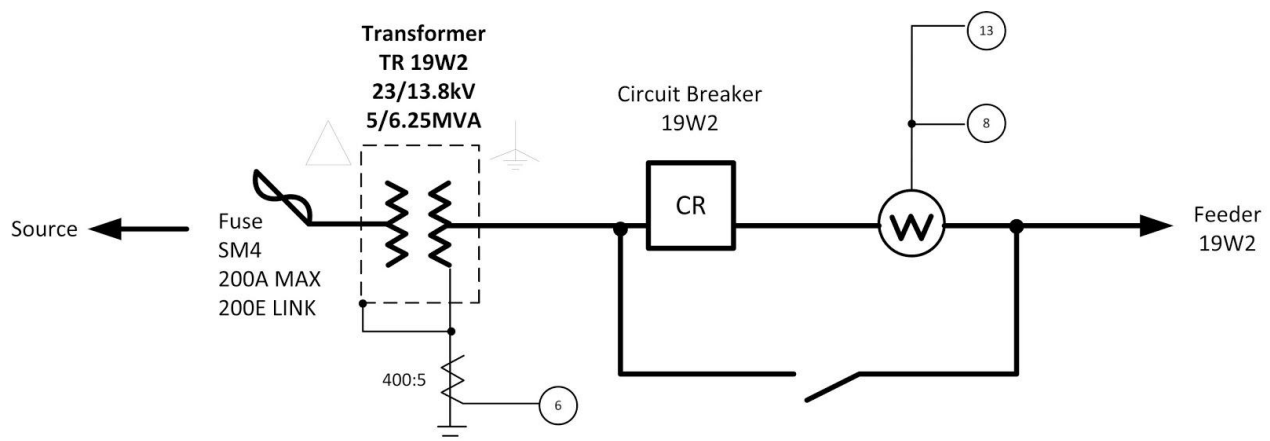 Transformer
TR 19W2
23/13.8kV
5/6.25MVA
Circuit Breaker
19W2
13
8
CR
W
Source
Fuse
SM4
200A MAX
200E LINK
Feeder
19W2
400:5
6